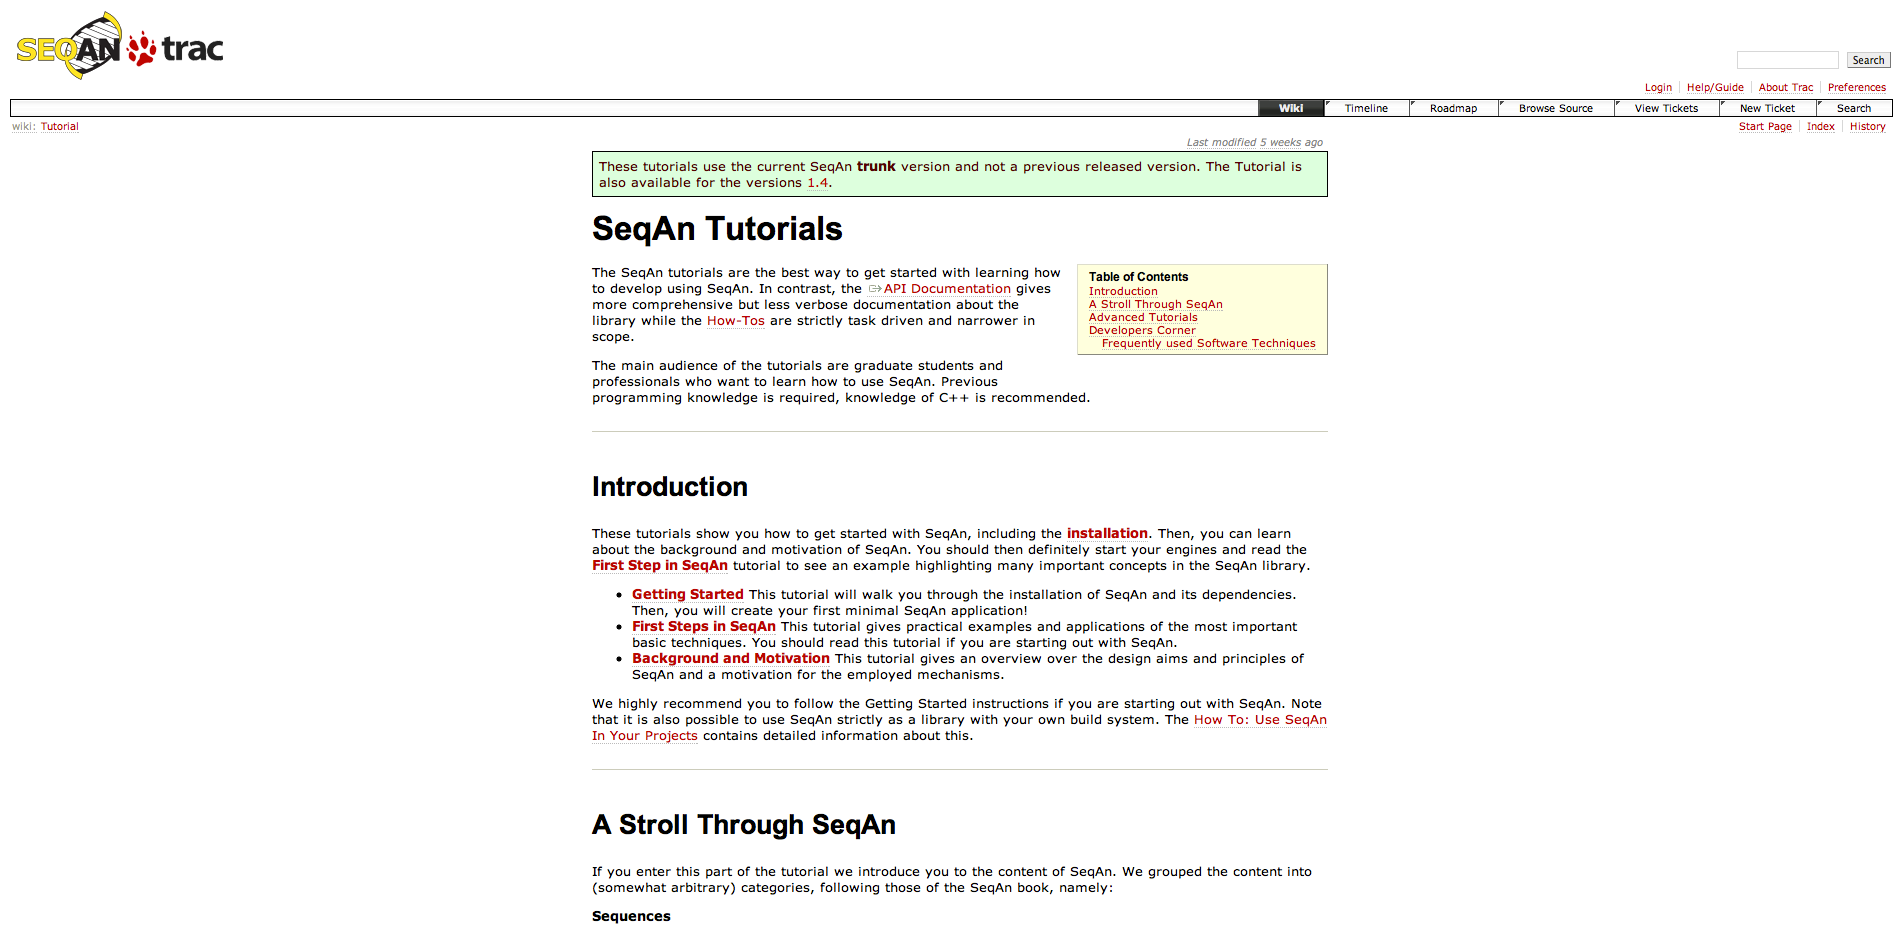 SEQAN trac
Search
Login Help/Guide About Trac Preferences
Wiki Timeline Roadmap Browse Source View Tickets New Ticket Search
wiki: Tutorial
Start Page Index History
Last modified 5 weeks ago
These tutorials use the current SeqAn trunk version and not a previous released version. The Tutorial is
also available for the versions 1.4.
SeqAn Tutorials
The SeqAn tutorials are the best way to get started with learning how
to develop using SeqAn. In contrast, the API Documentation gives
more comprehensive but less verbose documentation about the
library while the How-Tos are strictly task driven and narrower in
scope.
Table of Contents
Introduction
A Stroll Through SeqAn
Advanced Tutorials
Developers Corner
Frequently used Software Techniques
The main audience of the tutorials are graduate students and
professionals who want to learn how to use SeqAn. Previous
programming knowledge is required, knowledge of C++ is recommended.
Introduction
These tutorials show you how to get started with SeqAn, including the installation. Then, you can learn
about the background and motivation of SeqAn. You should then definitely start your engines and read the
First Step in SeqAn tutorial to see an example highlighting many important concepts in the SeqAn library.
• Getting Started This tutorial will walk you through the installation of SeqAn and its dependencies.
Then, you will create your first minimal SeqAn application!
• First Steps in SeqAn This tutorial gives practical examples and applications of the most important
basic techniques. You should read this tutorial if you are starting out with SeqAn.
• Background and Motivation This tutorial gives an overview over the design aims and principles of
SeqAn and a motivation for the employed mechanisms.
We highly recommend you to follow the Getting Started instructions if you are starting out with SeqAn. Note
that it is also possible to use SeqAn strictly as a library with your own build system. The How To: Use SeqAn
In Your Projects contains detailed information about this.
A Stroll Through SeqAn
If you enter this part of the tutorial we introduce you to the content of SeqAn. We grouped the content into
(somewhat arbitrary) categories, following those of the SeqAn book, namely:
Sequences